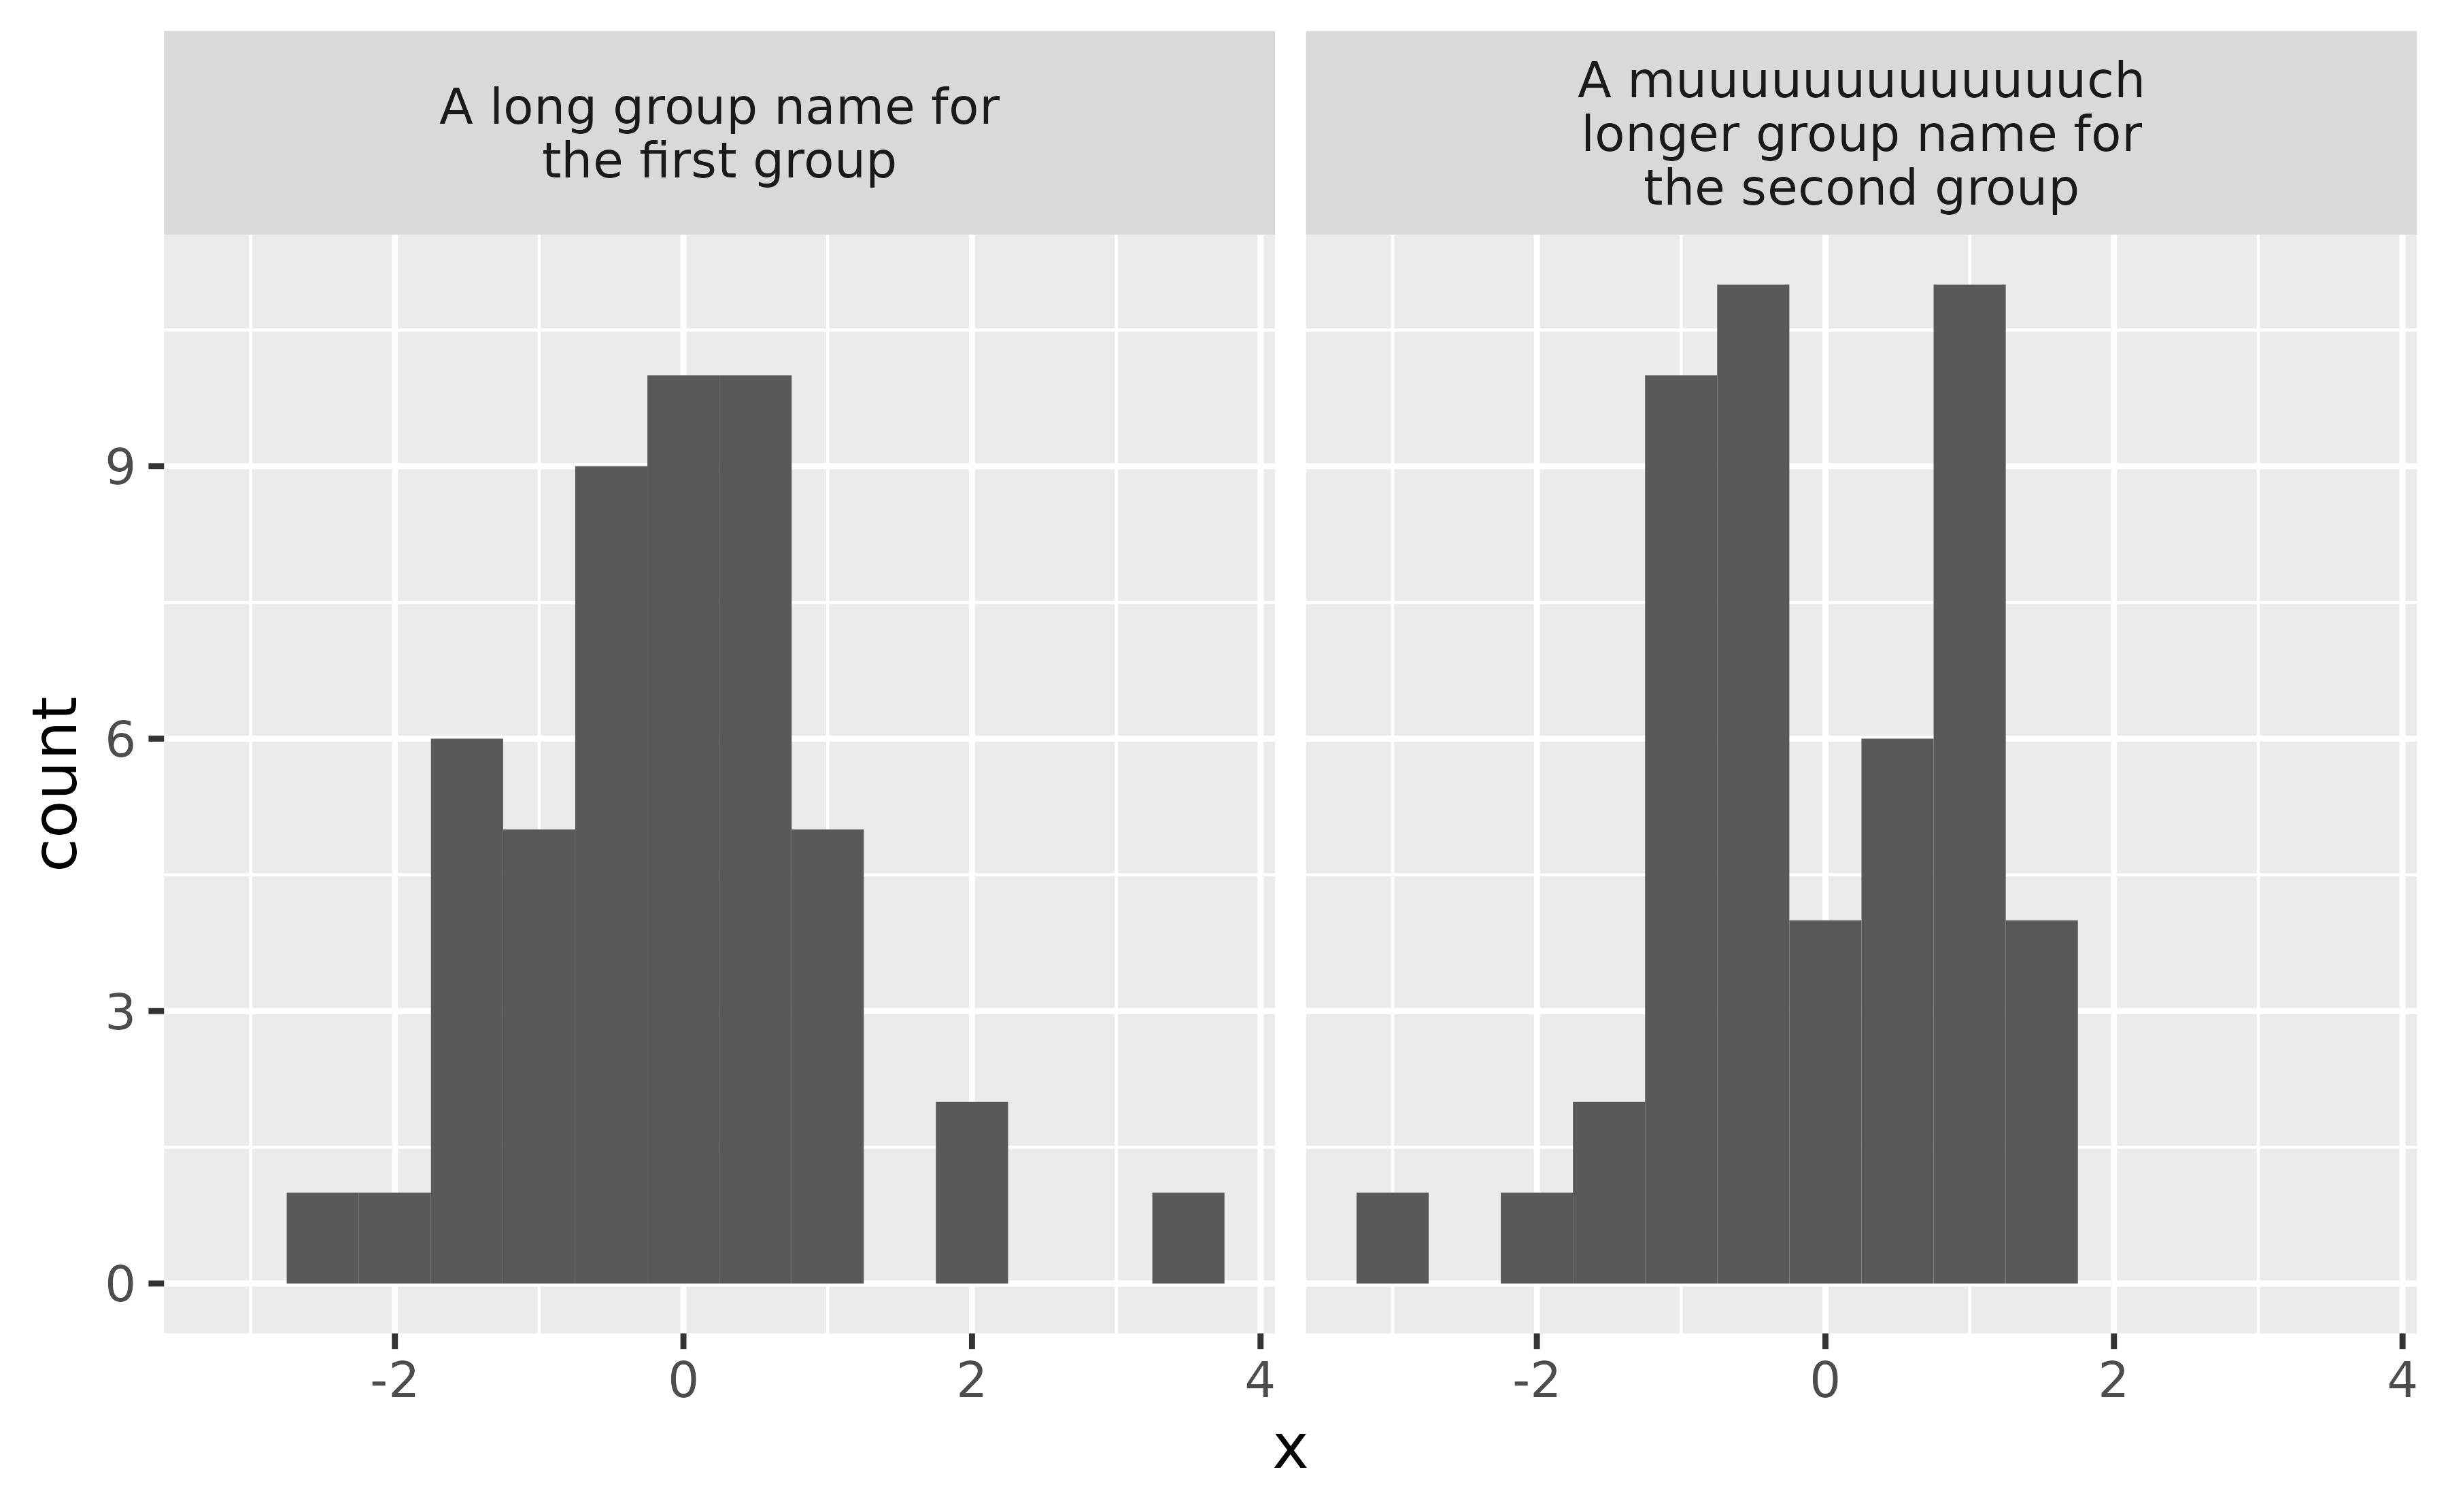 A long group name for
the first group
A muuuuuuuuuuuuuch
longer group name for
the second group
count
9
6
3
0
-2 0 2 4
-2 0 2 4
x